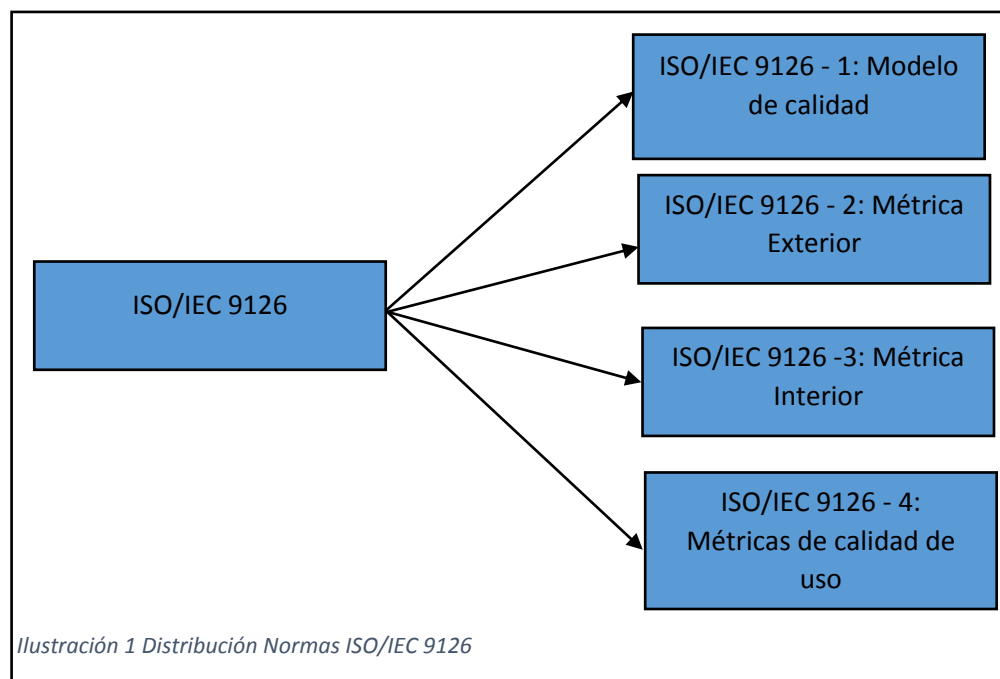 ISO/IEC 9126 - 1: Modelo
de calidad
ISO/IEC 9126 - 2: Métrica
Exterior
ISO/IEC 9126
ISO/IEC 9126 -3: Métrica
Interior
ISO/IEC 9126 - 4:
Métricas de calidad de
uso
Ilustración 1 Distribución Normas ISO/IEC 9126